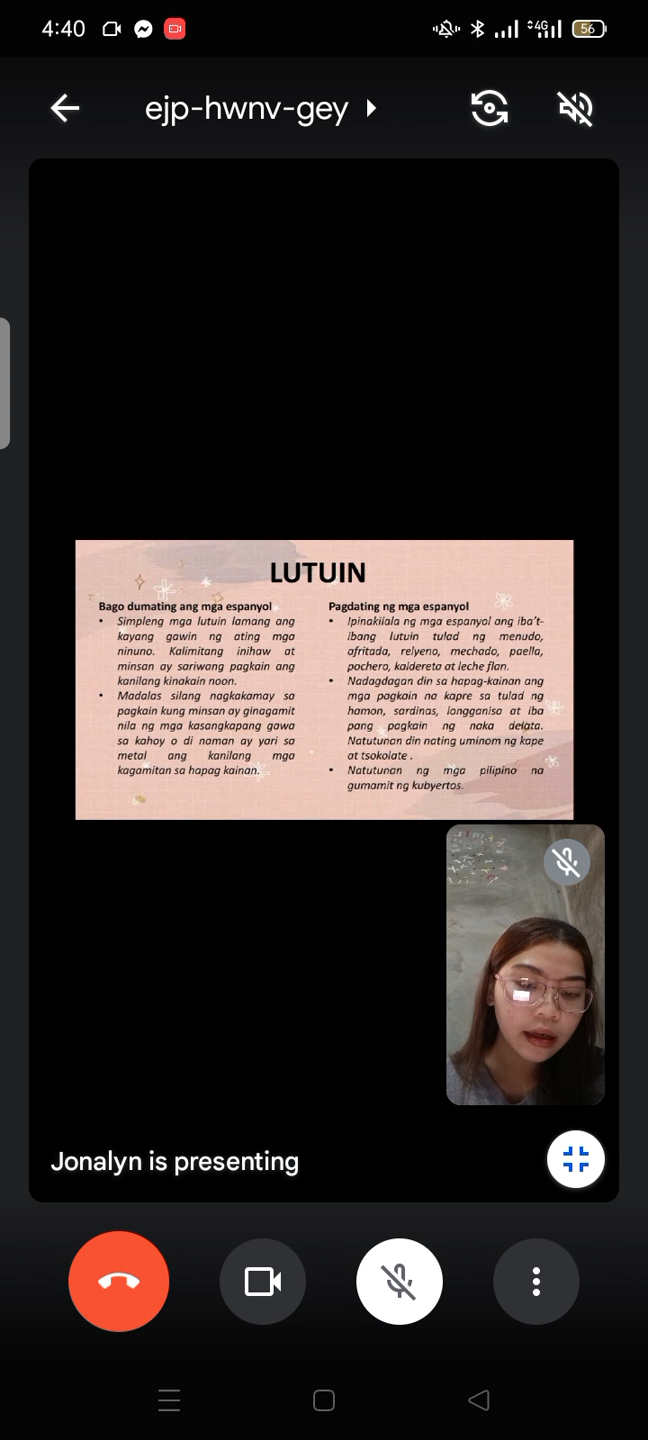 4:40
4G
56
ejp-hwnv-gey
LUTUIN
Bago dumating ang mga espanyol
• Simpleng mga lutuin lamang ang
kayang gawin ng ating mga
ninuno. Kalimitang inihaw at
minsan ay sariwang pagkain ang
kanilang kinakain noon.
• Madalas silang nagkakamay sa
pagkain kung minsan ay ginagamit
nila ng mga kasangkapang gawa
sa kahoy o di naman ay yari sa
metal ang kanilang mga
kagamitan sa hapag kainan.
Pagdating ng mga espanyol
• Ipinakilala ng mga espanyol ang iba't-
ibang lutuin tulad ng menudo,
afritada, relyeno, mechado, paella,
pochero, kaldereta at leche flan.
• Nadagdagan din sa hapag-kainan ang
mga pagkain na kapre sa tulad ng
hamon, sardinas, longganisa at iba
pang pagkain ng naka delata.
Natutunan din nating uminom ng kape
at tsokolate .
• Natutunan ng mga pilipino na
gumamit ng kubyertos.
Jonalyn is presenting